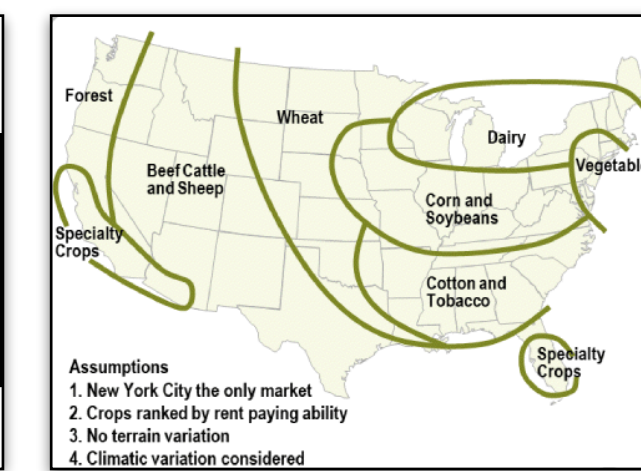 Forest
Wheat
Dairy
Beef Cattle
and Sheep
Vegetabl
Corn and
Soybeans
Specialty
Crops
Cotton and
Tobacco
Specialty
Crops
Assumptions
1. New York City the only market
2. Crops ranked by rent paying ability
3. No terrain variation
4. Climatic variation considered